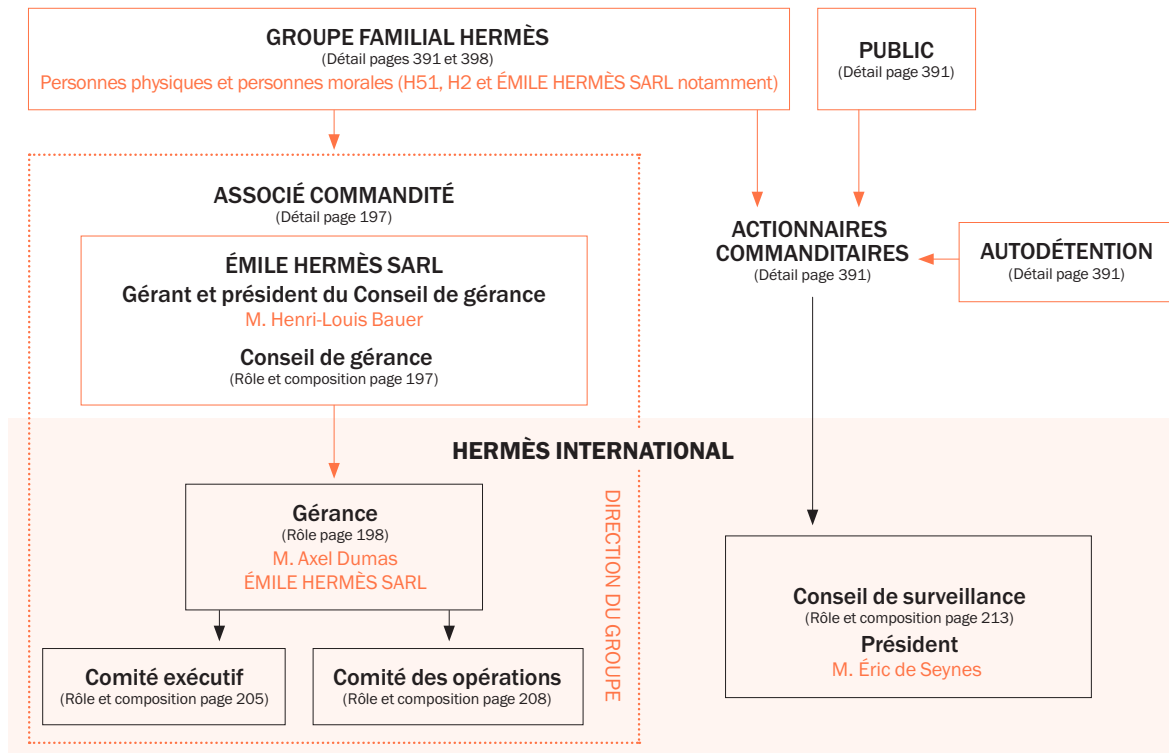 GROUPE FAMILIAL HERMÈS
(Détail pages 391 et 398)
Personnes physiques et personnes morales (H51, H2 et ÉMILE HERMÈS SARL notamment)
PUBLIC
(Détail page 391)
ASSOCIÉ COMMANDITÉ
(Détail page 197)
ÉMILE HERMÈS SARL
Gérant et président du Conseil de gérance
M. Henri-Louis Bauer
Conseil de gérance
(Rôle et composition page 197)
ACTIONNAIRES
COMMANDITAIRES
(Détail page 391)
AUTODÉTENTION
(Détail page 391)
HERMÈS INTERNATIONAL
Gérance
(Rôle page 198)
M. Axel Dumas
ÉMILE HERMÈS SARL
Comité exécutif
(Rôle et composition page 205)
Comité des opérations
(Rôle et composition page 208)
DIRECTION DU GROUPE
Conseil de surveillance
(Rôle et composition page 213)
Président
M. Éric de Seynes